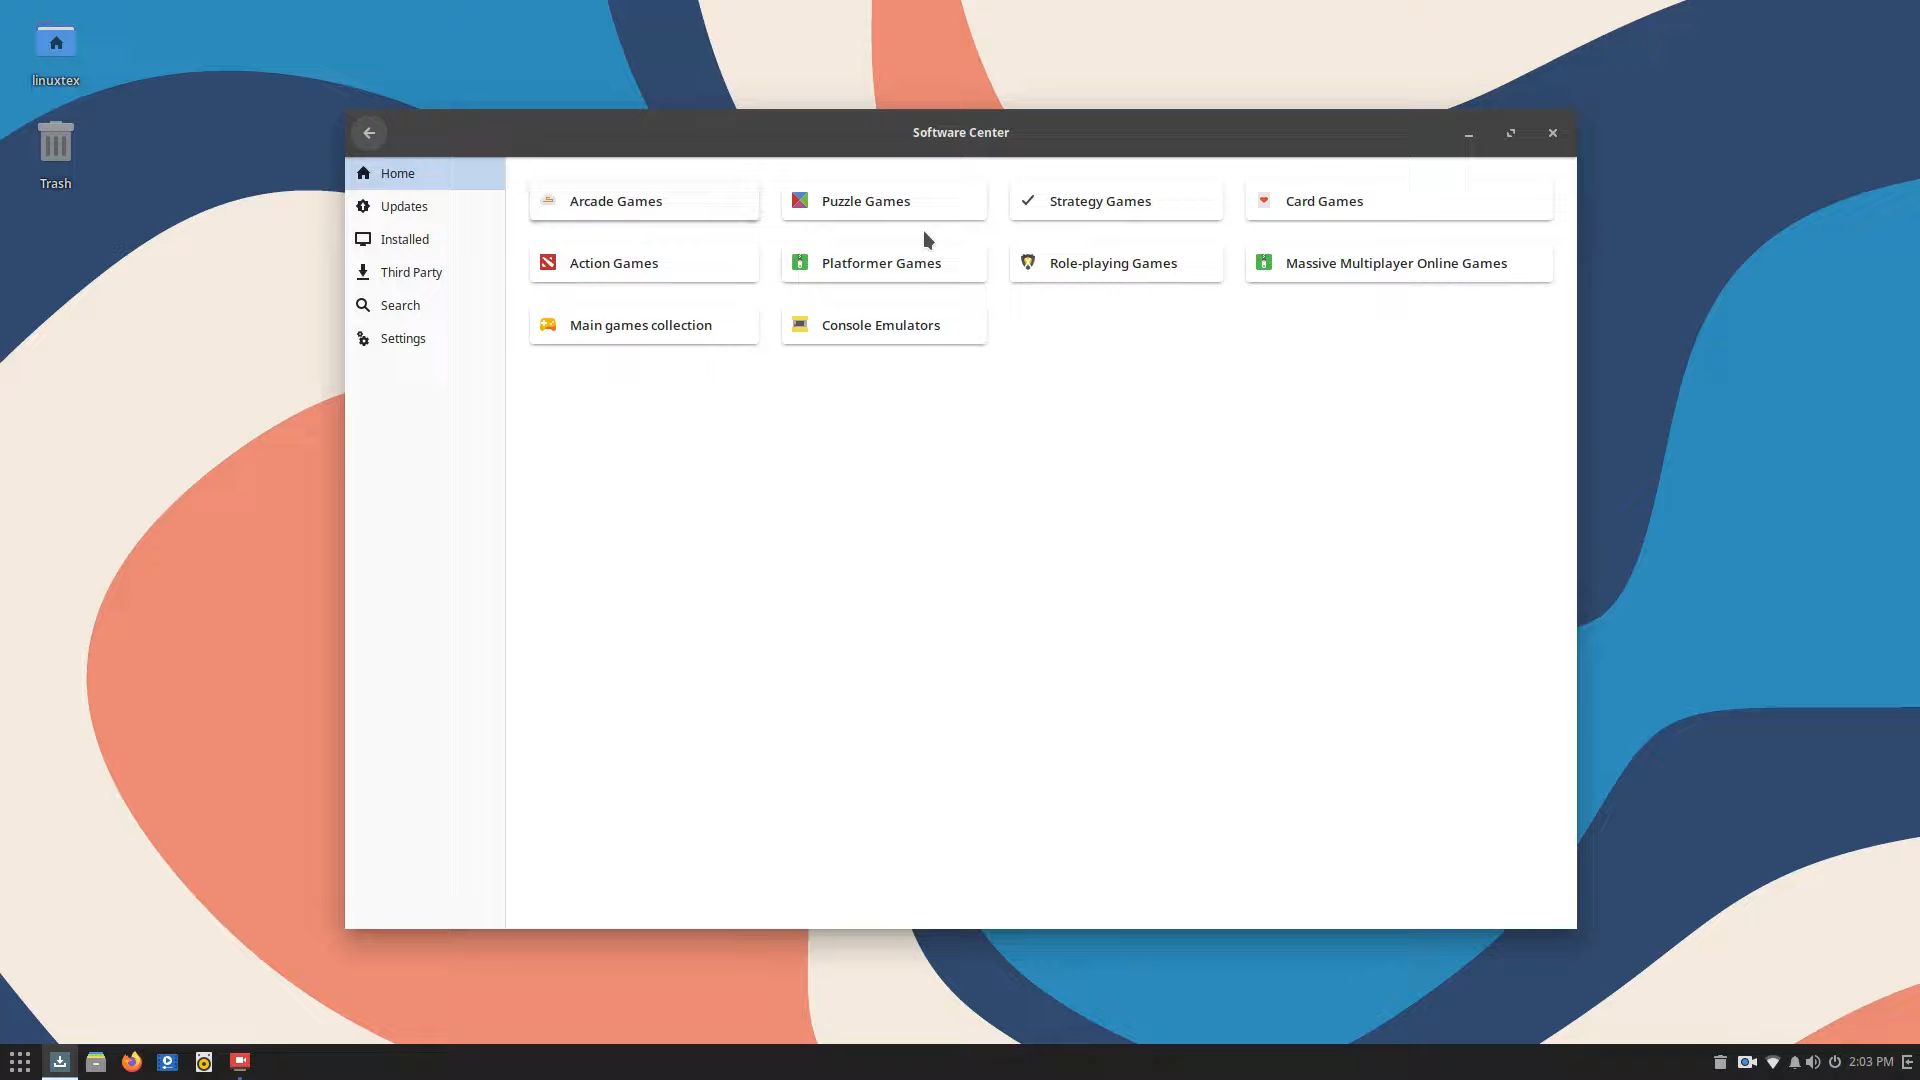 linuxtex
Trash
Software Center
Home
Updates
Installed
Third Party
Search
Settings
Arcade Games
Puzzle Games
Strategy Games
Card Games
Action Games
Platformer Games
Role-playing Games
Massive Multiplayer Online Games
Main games collection
Console Emulators
2:03 PM